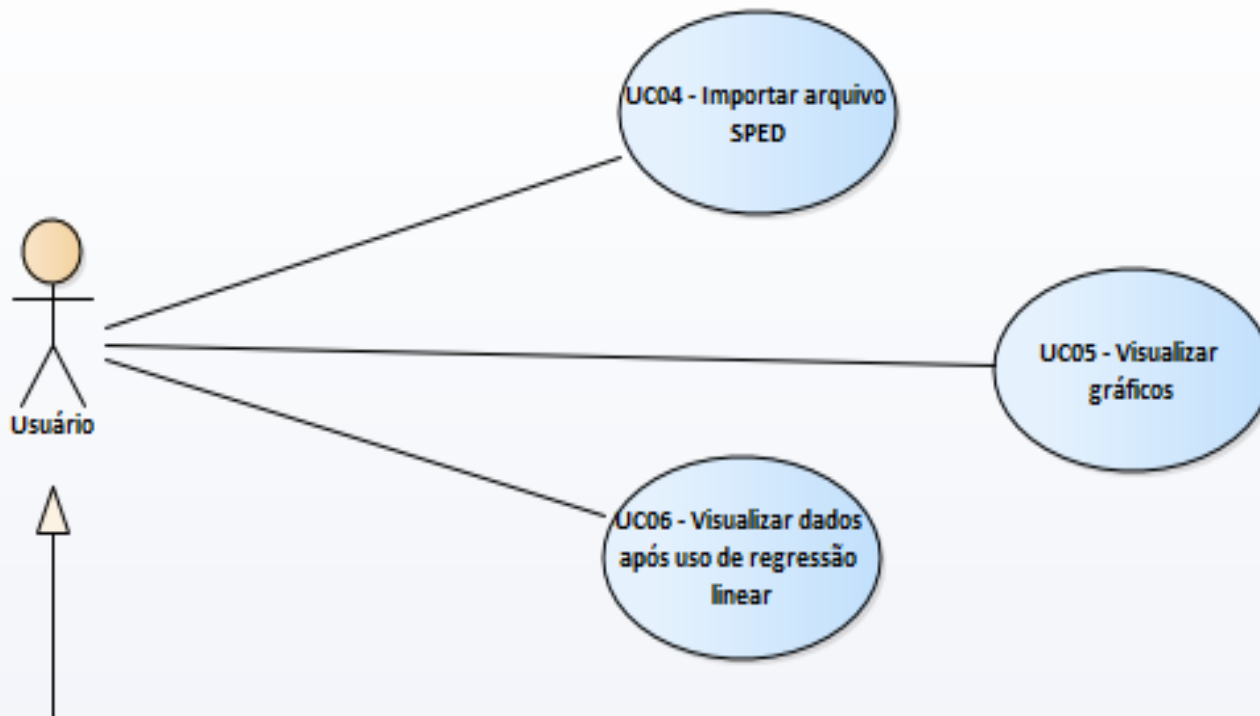 UC04 - Importar arquivo
SPED
UC05 - Visualizar
gráficos
Usuário
UC06 - Visualizar dados
após uso de regressão
linear